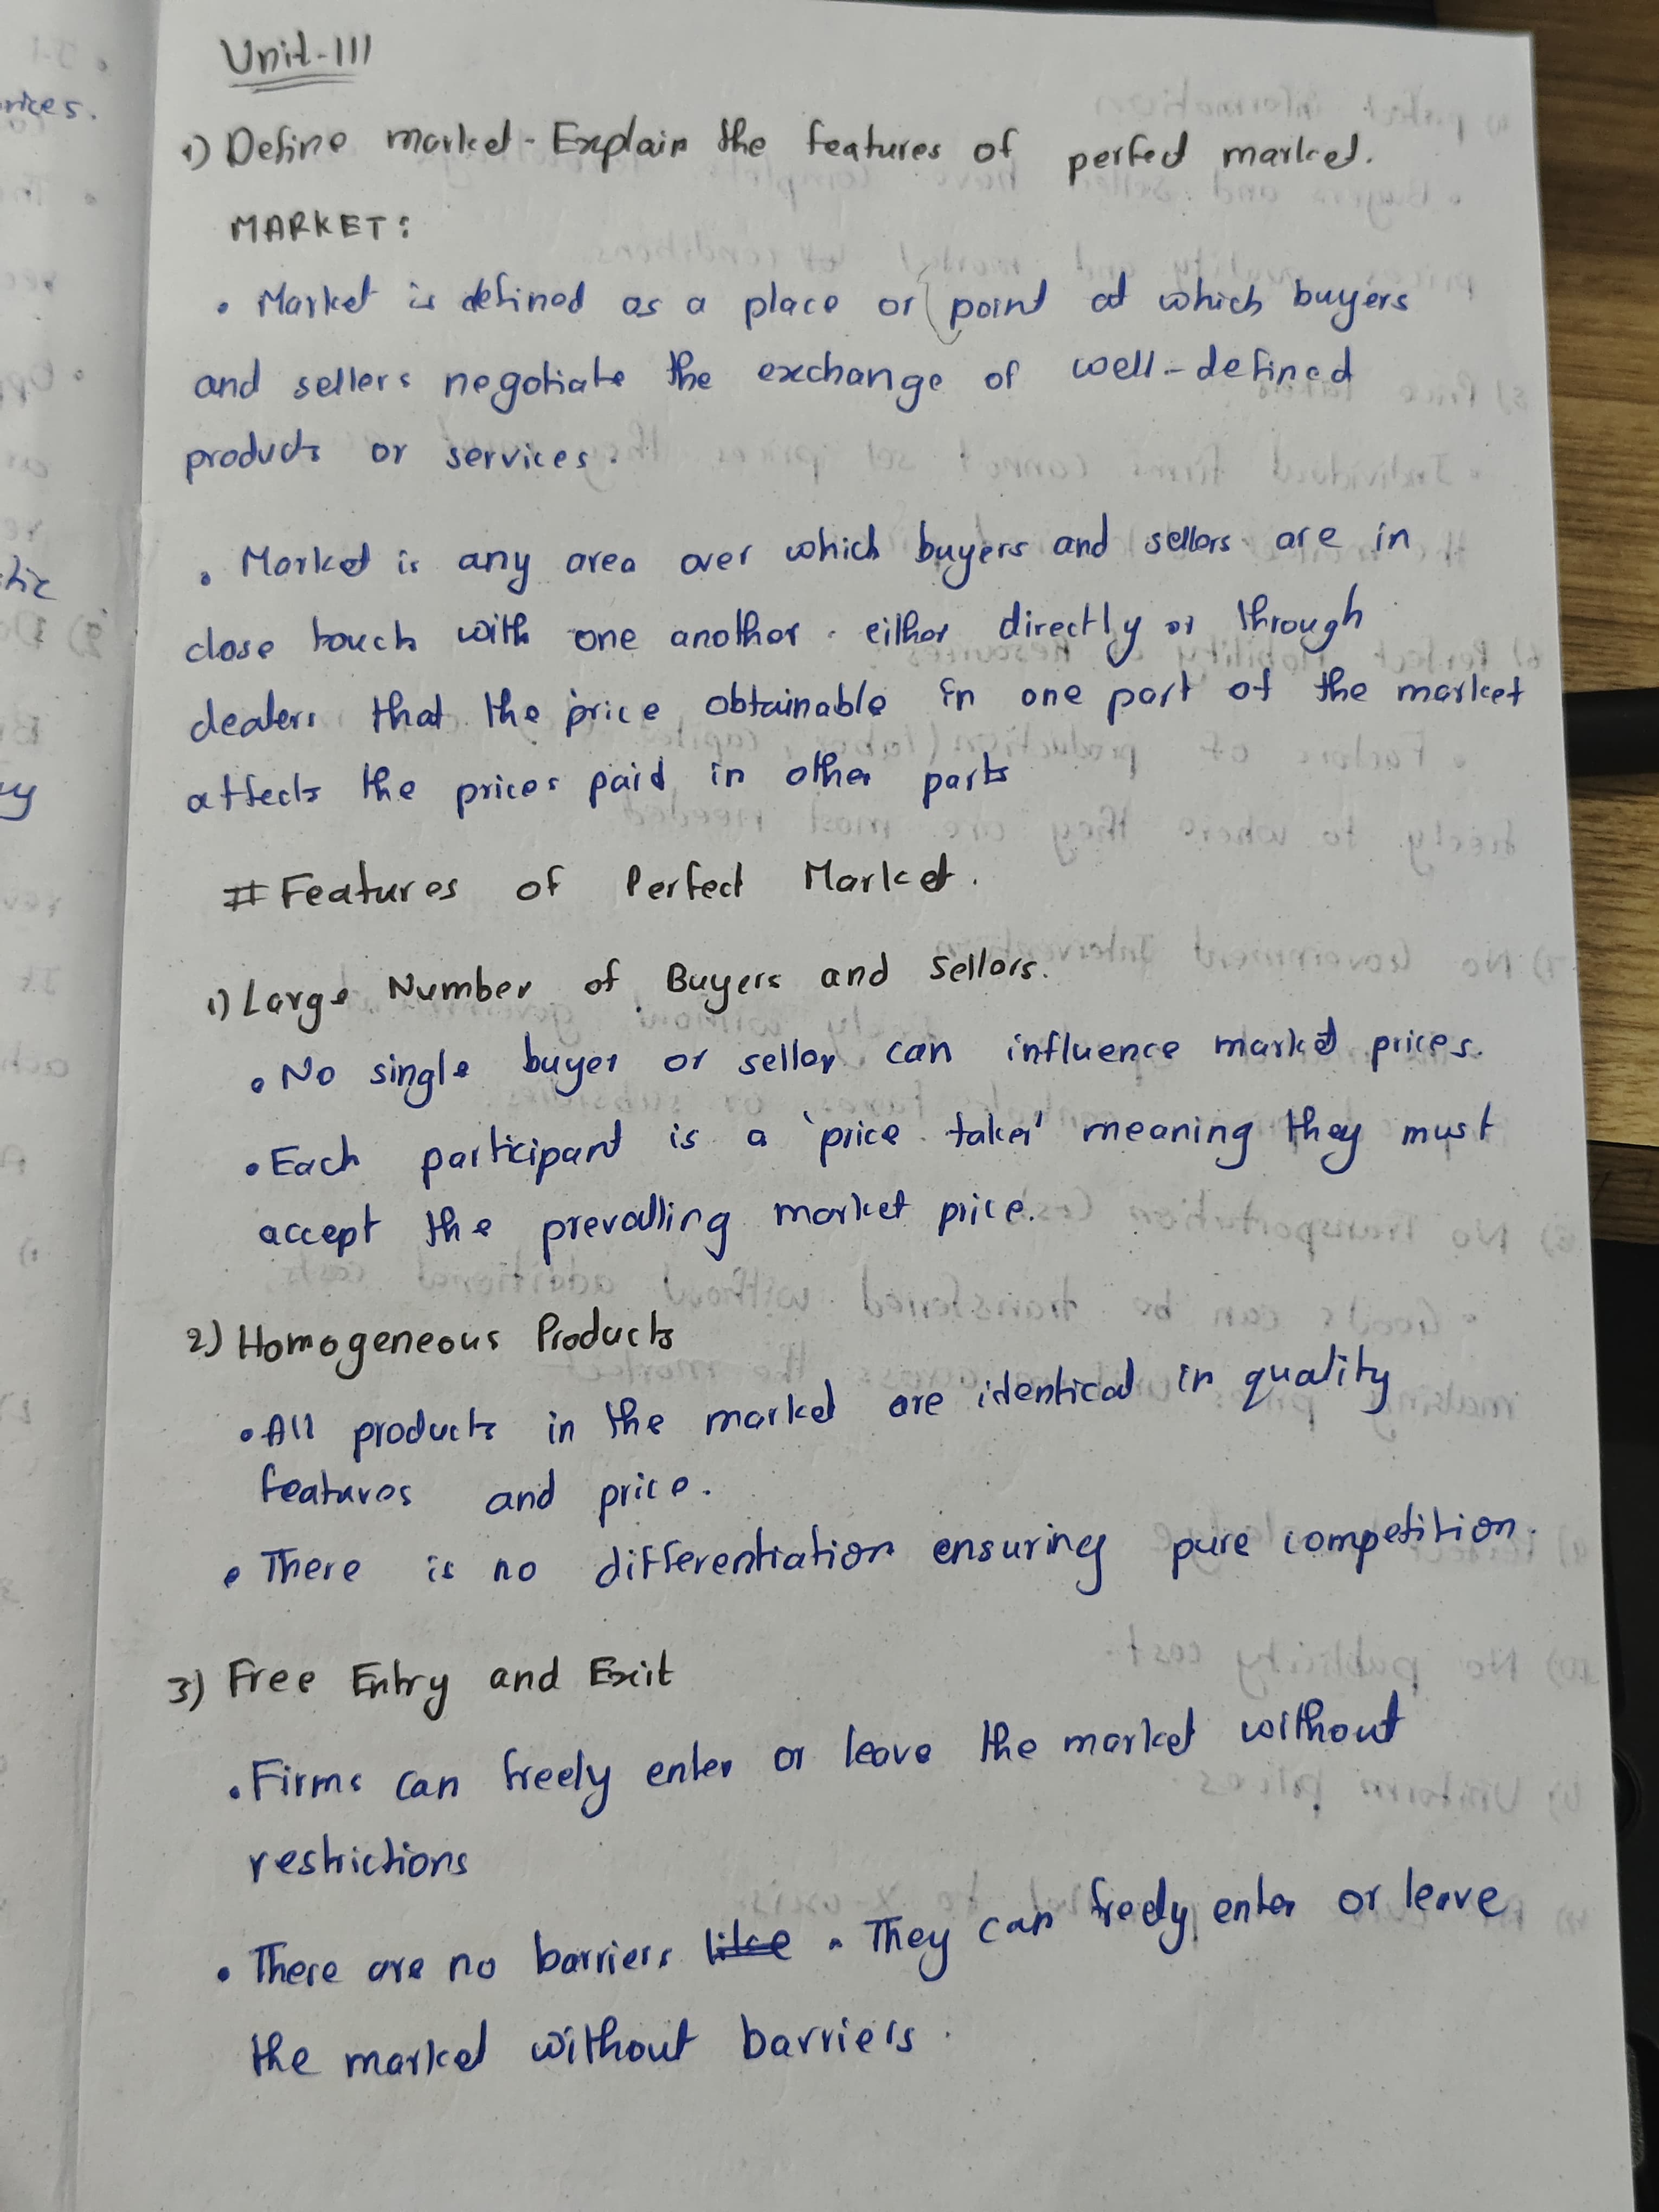 Unit-III
1) Define market - Explain the features of perfect market.
MARKET:
• Market is defined as a place or point at which buyers
and sellers negotiate the exchange of well-defined
products or services.
• Market is any area over which buyers and sellers are in
close touch with one another. either directly or through
dealers that the price obtainable in one part of the market
affects the prices paid in other parts
# Features of Perfect Market.
1) Large Number of Buyers and Sellors.
• No single buyer or seller can influence market prices.
• Each participant is a 'price taker' meaning they must
accept the prevailing market price.
2) Homogeneous Products
• All products in the market are identical in quality
features and price.
• There is no differentiation ensuring pure competition.
3) Free Entry and Exit
• Firms can freely enter or leave the market without
restrictions
• There are no barriers like. They can freely enter or leave
the market without barriers.